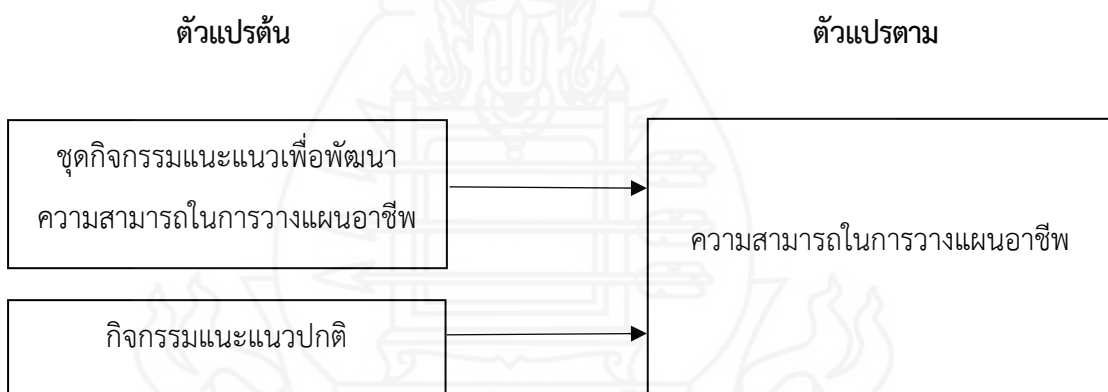 ตัวแปรต้น
ตัวแปรตาม
ชุดกิจกรรมแนะแนวเพื่อพัฒนา
ความสามารถในการวางแผนอาชีพ
ความสามารถในการวางแผนอาชีพ
กิจกรรมแนะแนวปกติ